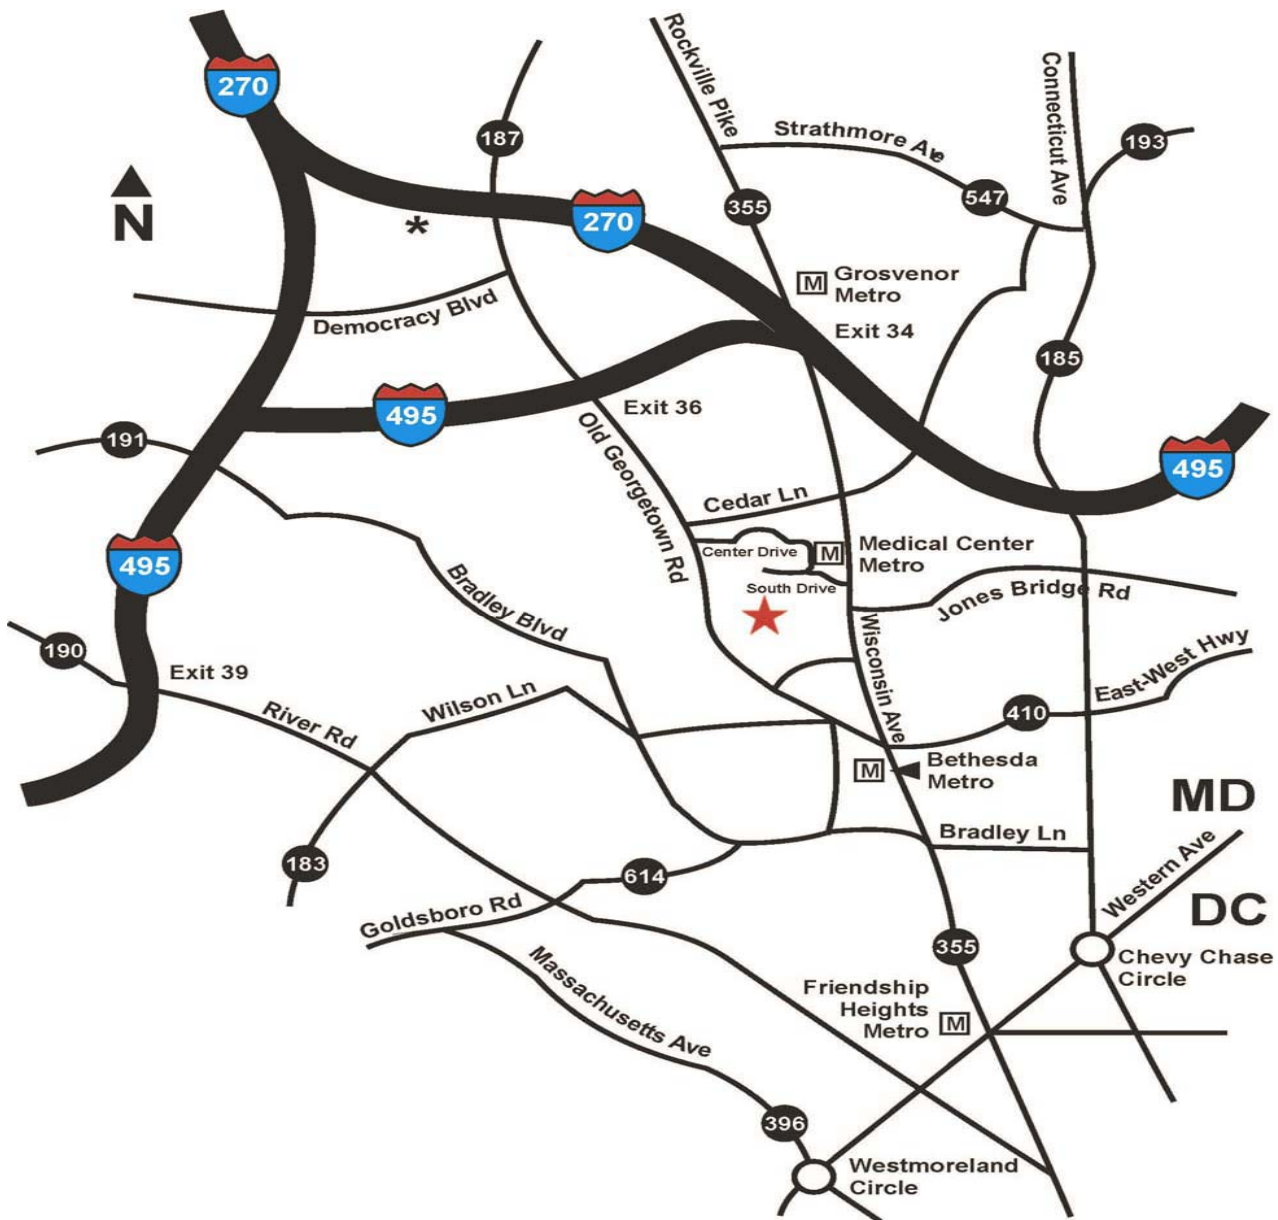 270
Rockville Pike
Connecticut Ave
187
Strathmore Ave
193
547
355
N
*
270
Grosvenor
Metro
Democracy Blvd
Exit 34
185
495
Exit 36
191
Old Georgetown Rd
495
Cedar Ln
Center Drive
M
M
Medical Center
Metro
495
Bradley Blvd
South Drive
Jones Bridge Rd
190
Exit 39
Wisconsin Ave
East-West Hwy
River Rd
Wilson Ln
410
M
Bethesda
Metro
MD
Bradley Ln
183
614
Western Ave
DC
Goldsboro Rd
355
Chevy Chase
Circle
Massachusetts Ave
Friendship
Heights
Metro
M
396
Westmoreland
Circle